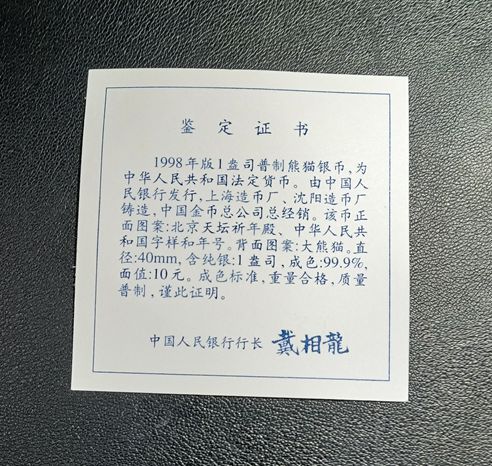 鉴定证书
1998年版1盎司普制熊猫银币，为
中华人民共和国法定货币。由中国人
民银行发行，上海造币厂、沈阳造币厂
铸造，中国金币总公司总经销。该币正
面图案:北京天坛祈年殿、中华人民共
和国字样和年号。背面图案:大熊猫。直
径:40mm，含纯银:1盎司，成色:99.9%，
面值:10元。成色标准，重量合格，质量
普制，谨此证明。
中国人民银行行长 戴相龍